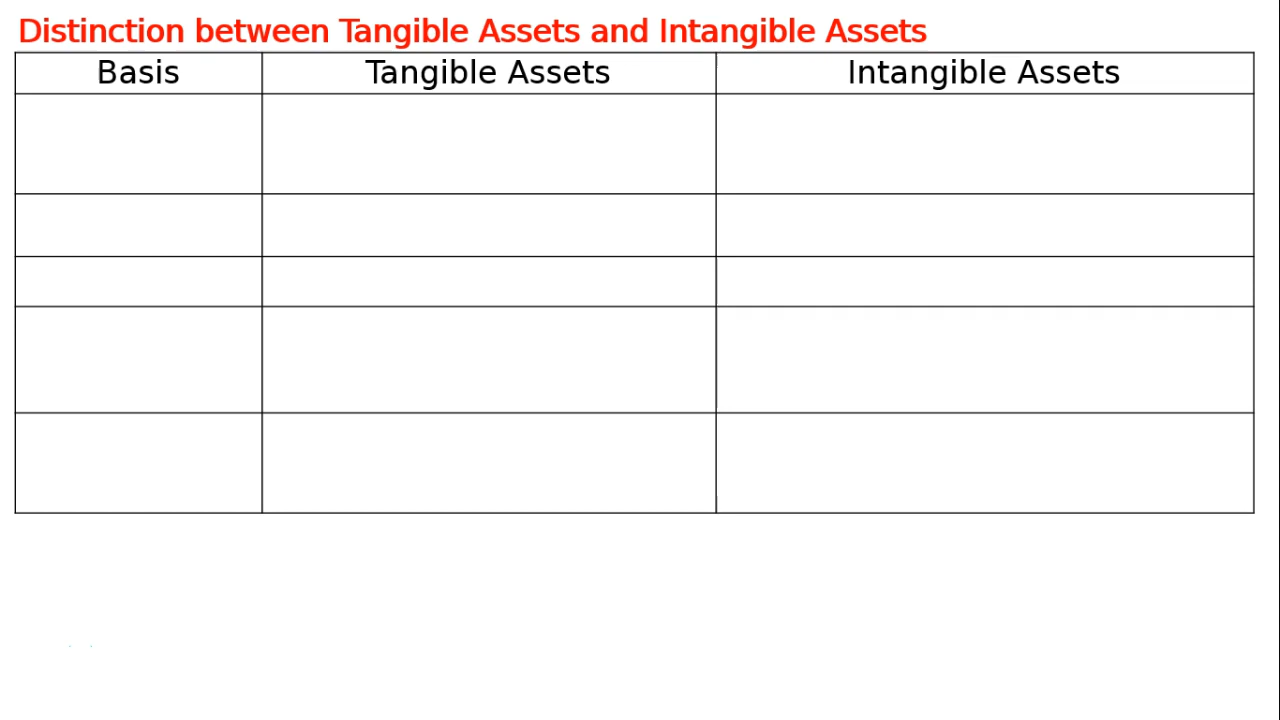 Distinction between Tangible Assets and Intangible Assets
Basis Tangible Assets Intangible Assets